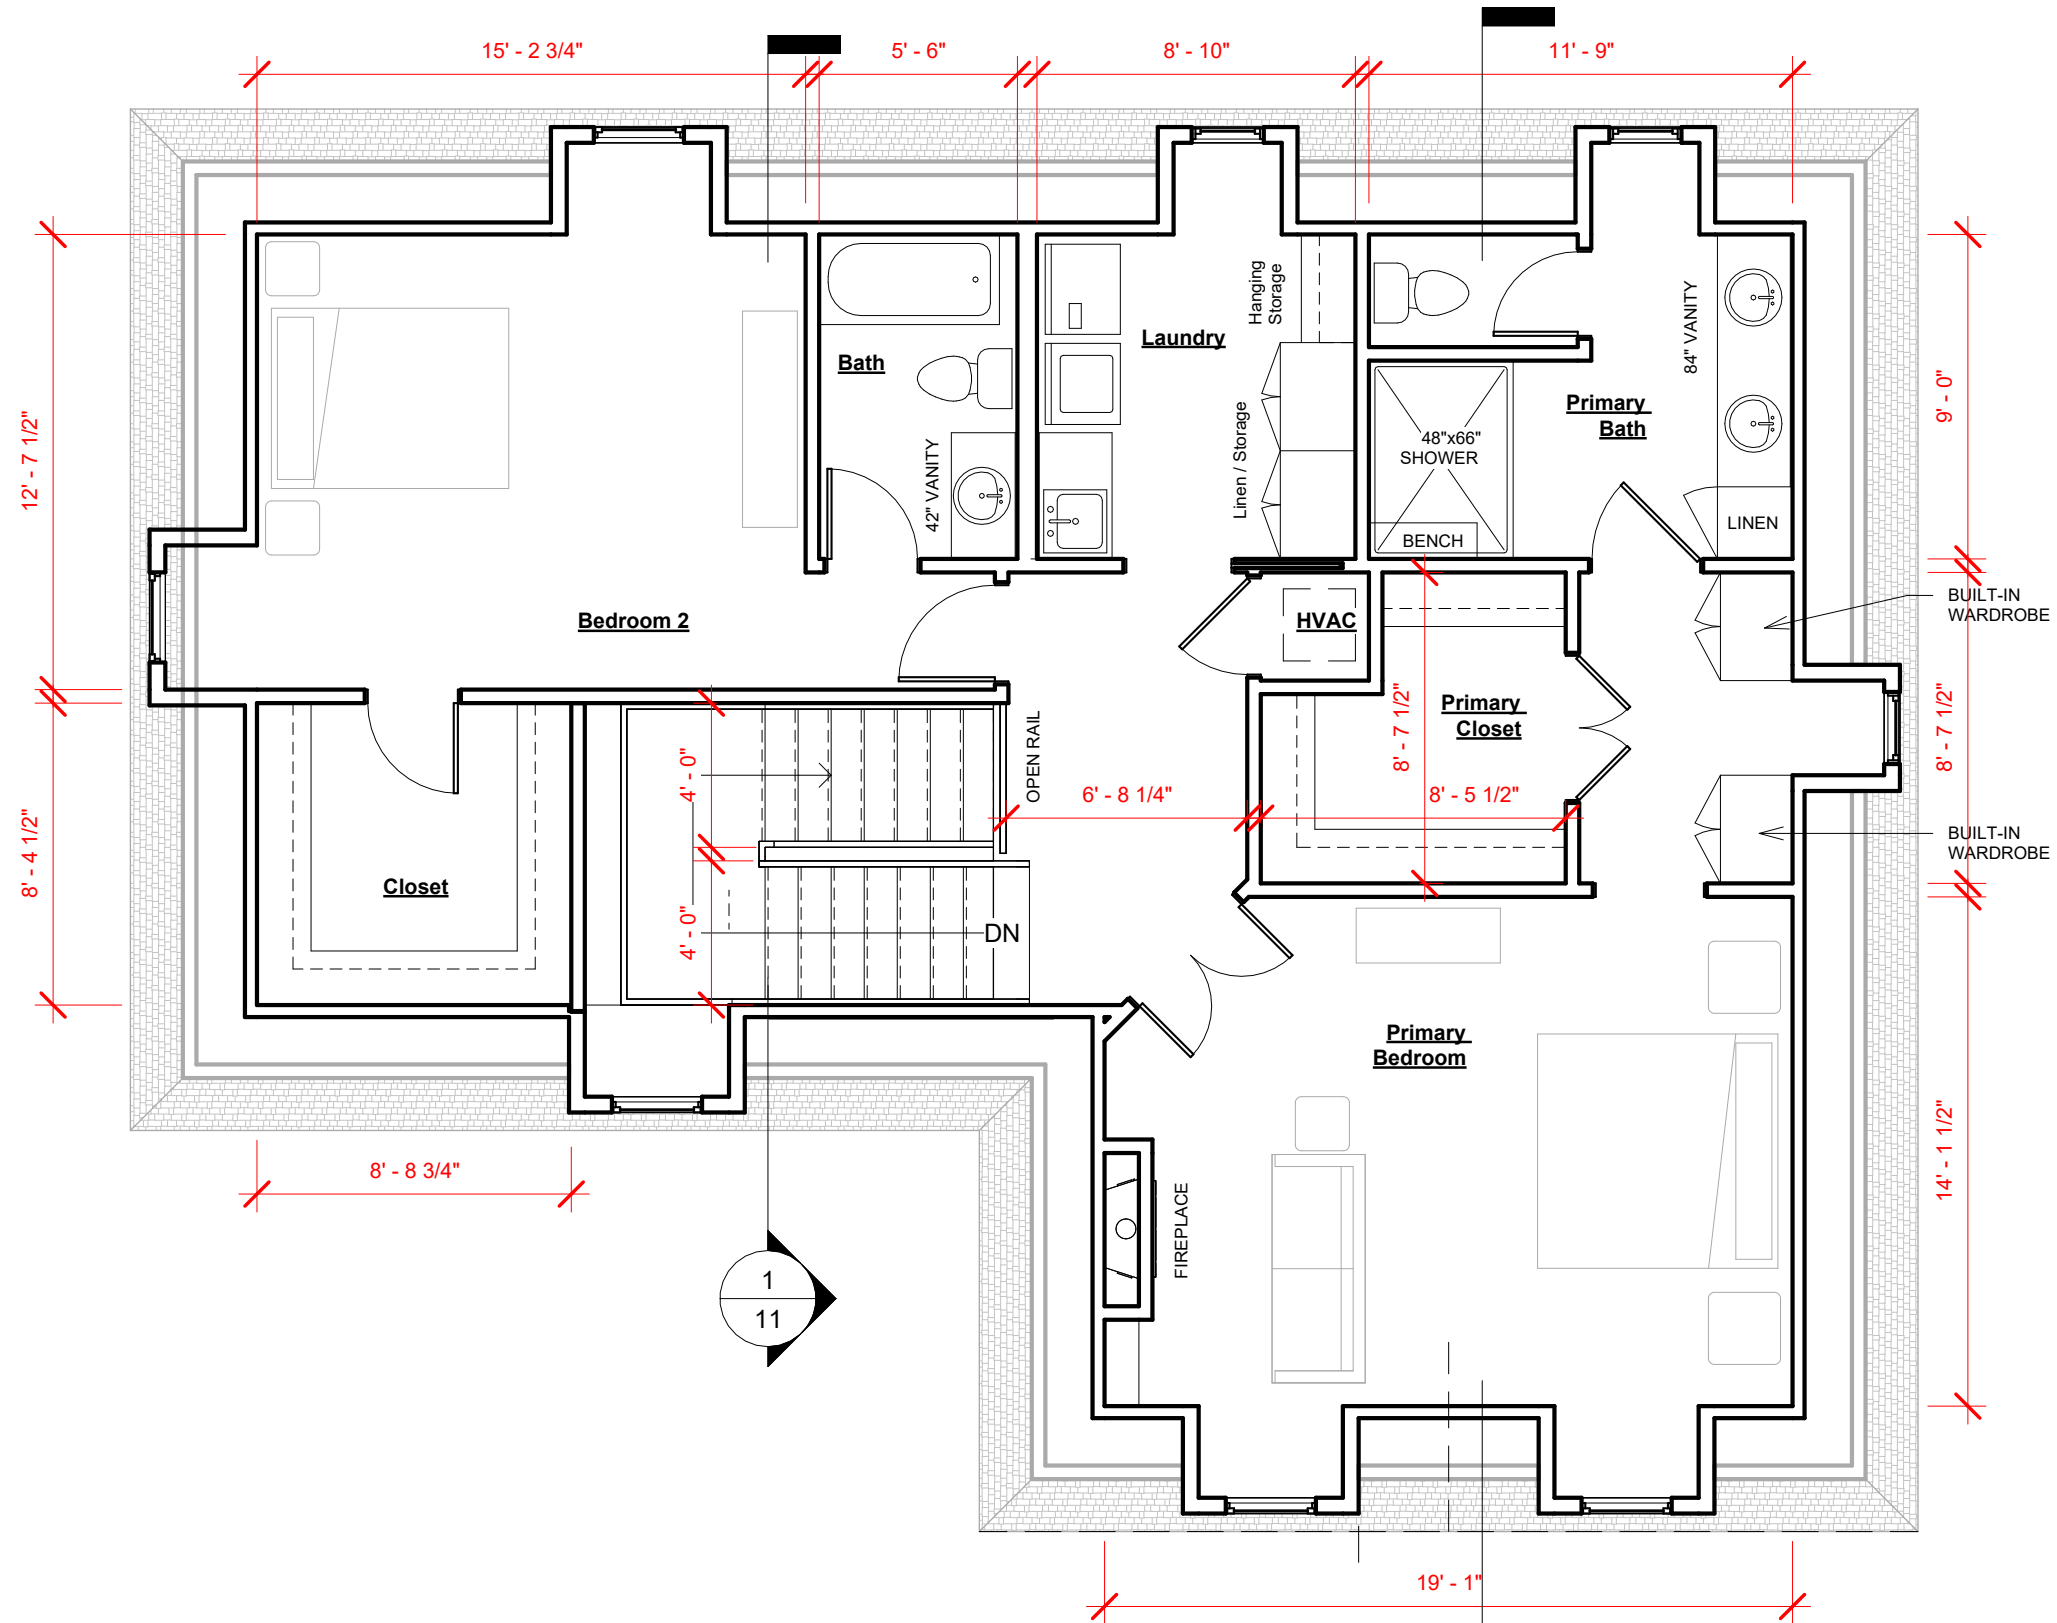 15' - 2 3/4"
5' - 6"
8' - 10"
11' - 9"
12' - 7 1/2"
8' - 4 1/2"
9' - 0"
8' - 7 1/2"
14' - 1 1/2"
Bath
42" VANITY
Laundry
Hanging
Storage
Linen / Storage
84" VANITY
Primary
Bath
48"x66"
SHOWER
BENCH
LINEN
BUILT-IN
WARDROBE
Bedroom 2
HVAC
Primary
Closet
8' - 7 1/2"
8' - 5 1/2"
6' - 8 1/4"
OPEN RAIL
4' - 0"
4' - 0"
DN
BUILT-IN
WARDROBE
Closet
Primary
Bedroom
FIREPLACE
8' - 8 3/4"
1
11
19' - 1"